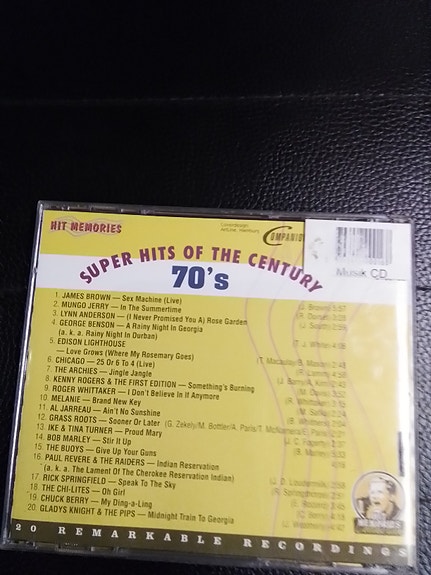 HIT MEMORIES
Coverdesign
COMPANION
Musik CD
SUPER HITS OF THE CENTURY
70's
1. JAMES BROWN — Sex Machine (Live)
2. MUNGO JERRY — In The Summertime
3. LYNN ANDERSON — (I Never Promised You A) Rose Garden
4. GEORGE BENSON — A Rainy Night In Georgia
(a. k. a. Rainy Night In Durban)
5. EDISON LIGHTHOUSE
— Love Grows (Where My Rosemary Goes)
6. CHICAGO — 25 Or 6 To 4 (Live)
7. THE ARCHIES — Jingle Jangle
8. KENNY ROGERS & THE FIRST EDITION — Something's Burning
9. ROGER WHITTAKER — I Don't Believe In If Anymore
10. MELANIE — Brand New Key
11. AL JARREAU — Ain't No Sunshine
12. GRASS ROOTS — Sooner Or Later
13. IKE & TINA TURNER — Proud Mary
14. BOB MARLEY — Stir It Up
15. THE BUOYS — Give Up Your Guns
16. PAUL REVERE & THE RAIDERS — Indian Reservation
(a. k. a. The Lament Of The Cherokee Reservation Indian)
17. RICK SPRINGFIELD — Speak To The Sky
18. THE CHI-LITES — Oh Girl
19. CHUCK BERRY — My Ding-a-Ling
20. GLADYS KNIGHT & THE PIPS — Midnight Train To Georgia
MEMORIES
20 REMARKABLE RECORDINGS